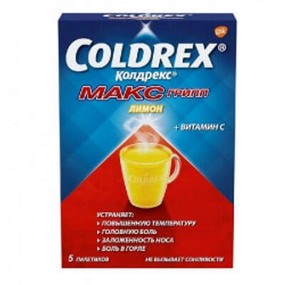 gsk
COLDREX®
Колдрекс®
МАКС ГРИПП
ЛИМОН
+ ВИТАМИН С
УСТРАНЯЕТ:
ПОВЫШЕННУЮ ТЕМПЕРАТУРУ
ГОЛОВНУЮ БОЛЬ
ЗАЛОЖЕННОСТЬ НОСА
БОЛЬ В ГОРЛЕ
5 ПАКЕТИКОВ
НЕ ВЫЗЫВАЕТ СОНЛИВОСТИ